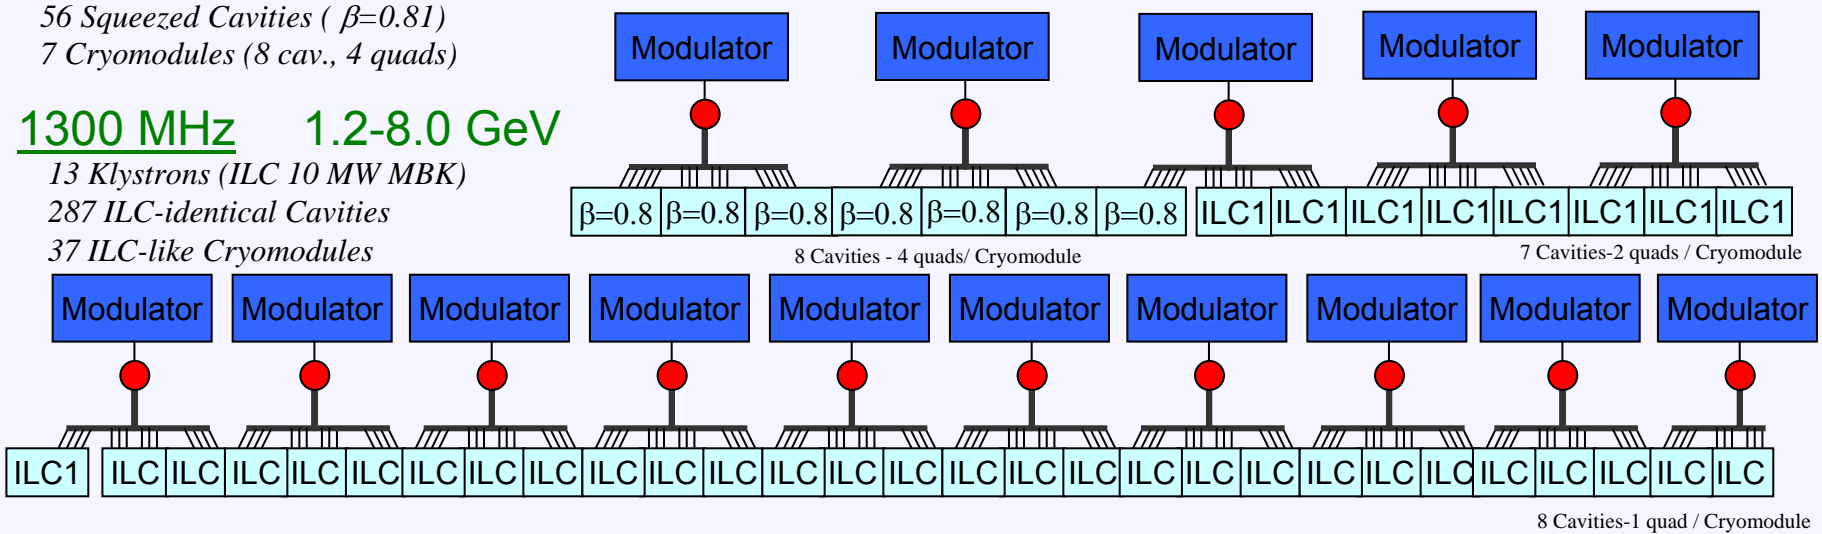 56 Squeezed Cavities ( β=0.81)
7 Cryomodules (8 cav., 4 quads)
1300 MHz 1.2-8.0 GeV
13 Klystrons (ILC 10 MW MBK)
287 ILC-identical Cavities
37 ILC-like Cryomodules
Modulator Modulator Modulator Modulator Modulator
β=0.8 β=0.8 β=0.8 β=0.8 β=0.8 β=0.8 β=0.8 ILC1 ILC1 ILC1 ILC1 ILC1 ILC1 ILC1 ILC1
8 Cavities - 4 quads/ Cryomodule 7 Cavities-2 quads / Cryomodule
Modulator Modulator Modulator Modulator Modulator Modulator Modulator Modulator Modulator Modulator
ILC1 ILC ILC ILC ILC ILC ILC ILC ILC ILC ILC ILC ILC ILC ILC ILC ILC ILC ILC ILC ILC ILC ILC ILC ILC ILC ILC ILC ILC
8 Cavities-1 quad / Cryomodule